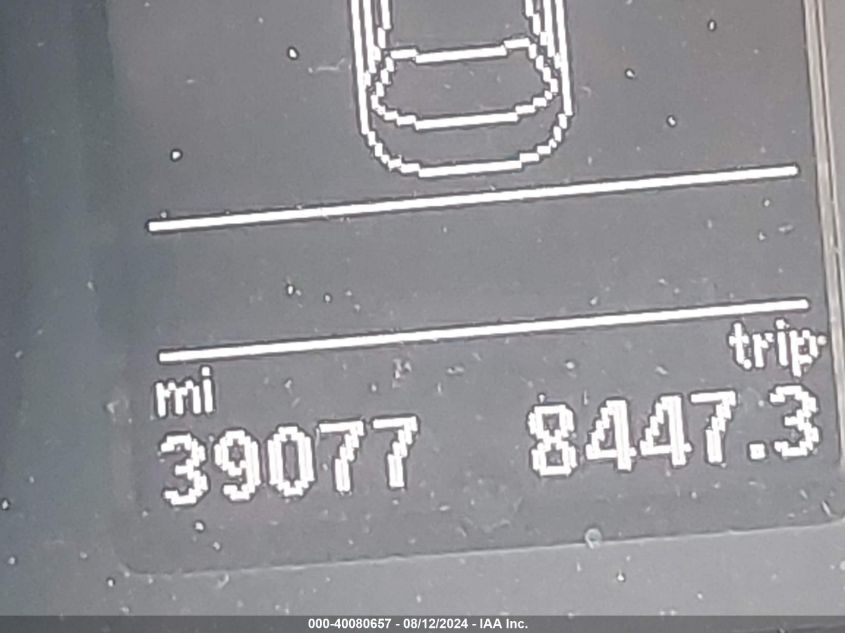 trip
mi
39077 8447.3
000-40080657 - 08/12/2024 - IAA Inc.